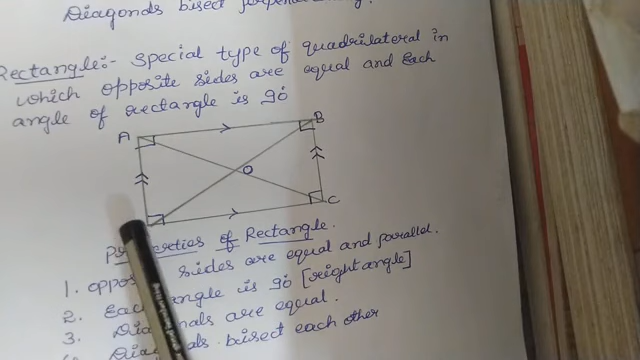 Diagonals bisect perpendicular
Rectangle:- Special type of quadrilateral in
which opposite sides are equal and Each
angle of rectangle is 90°
A
B
O
C
of Rectangle.
1. sides are equal and parallel.
2. angle is 90° [right angle]
3. are equal.
bisect each other